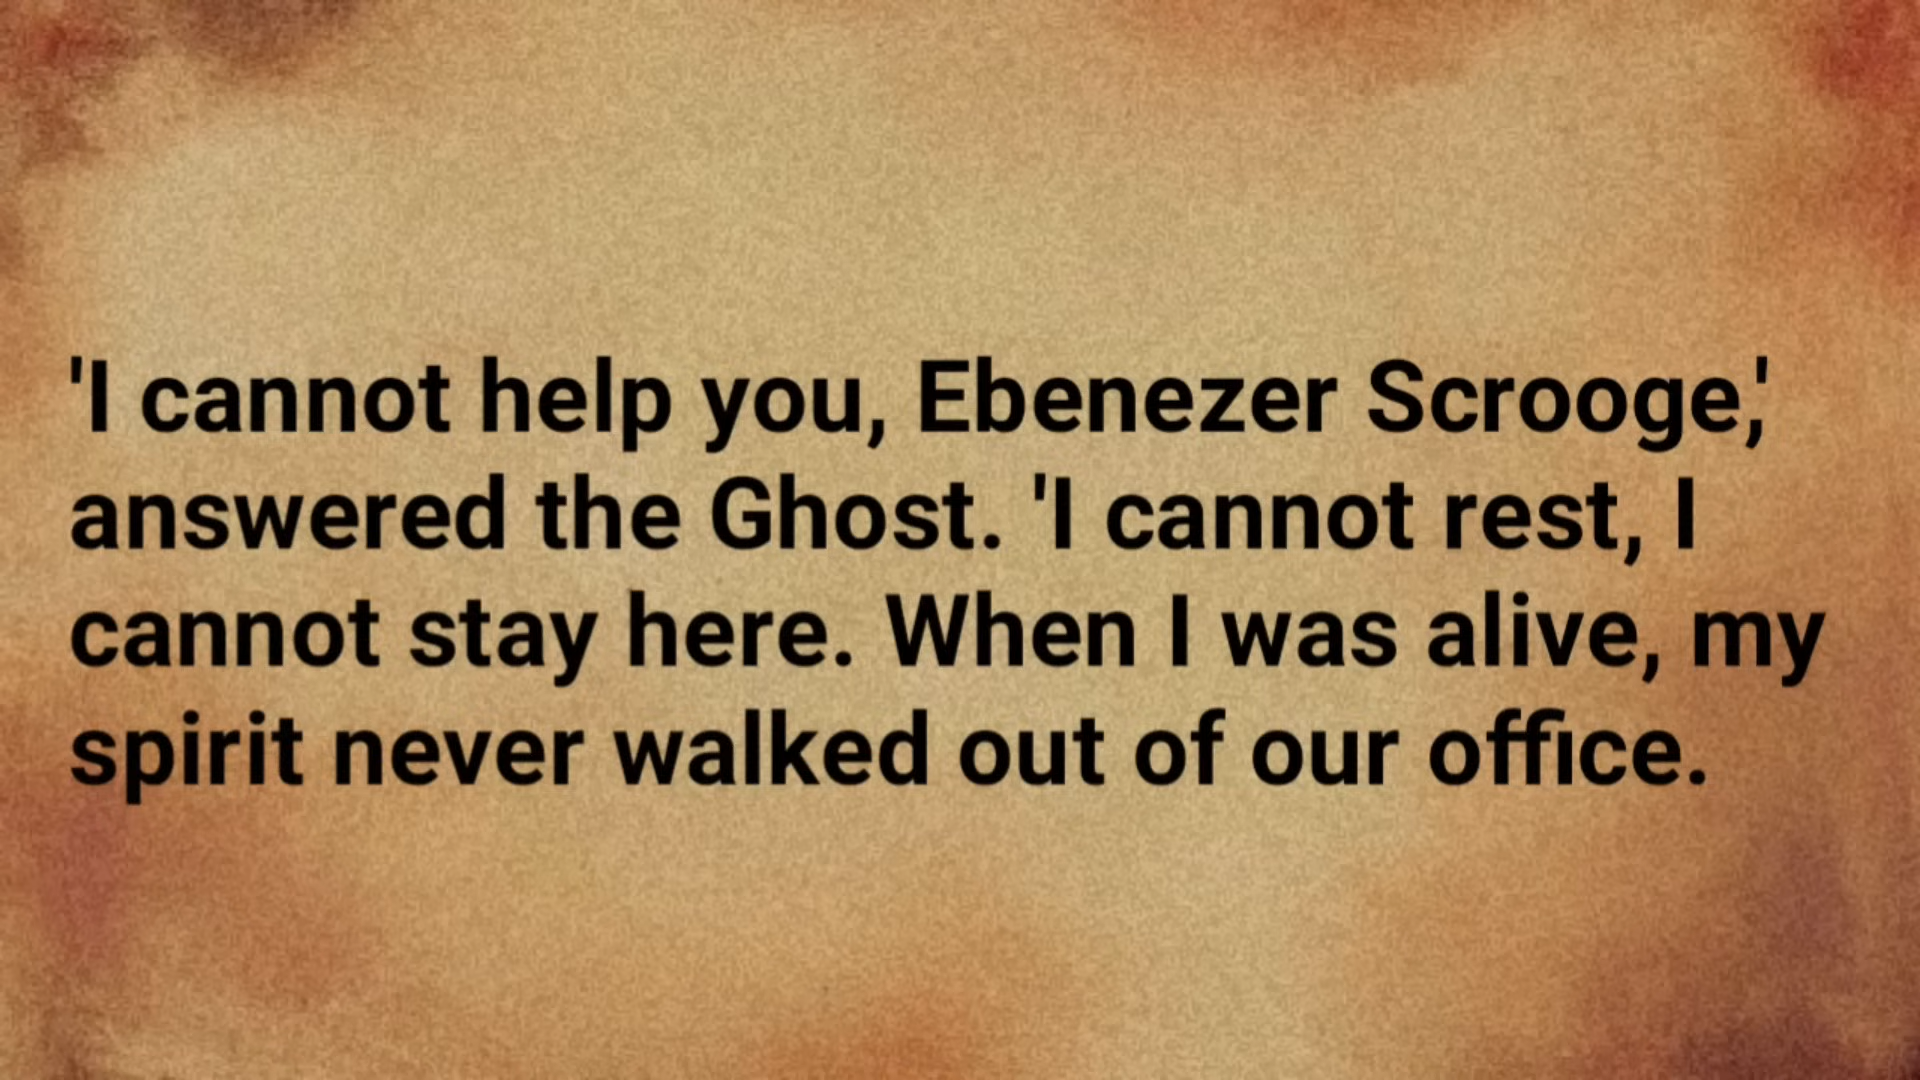 'I cannot help you, Ebenezer Scrooge,'
answered the Ghost. 'I cannot rest, I
cannot stay here. When I was alive, my
spirit never walked out of our office.